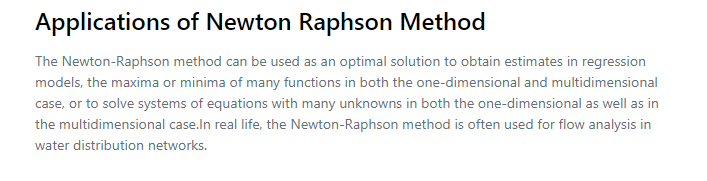 Applications of Newton Raphson Method
The Newton-Raphson method can be used as an optimal solution to obtain estimates in regression
models, the maxima or minima of many functions in both the one-dimensional and multidimensional
case, or to solve systems of equations with many unknowns in both the one-dimensional as well as in
the multidimensional case.In real life, the Newton-Raphson method is often used for flow analysis in
water distribution networks.